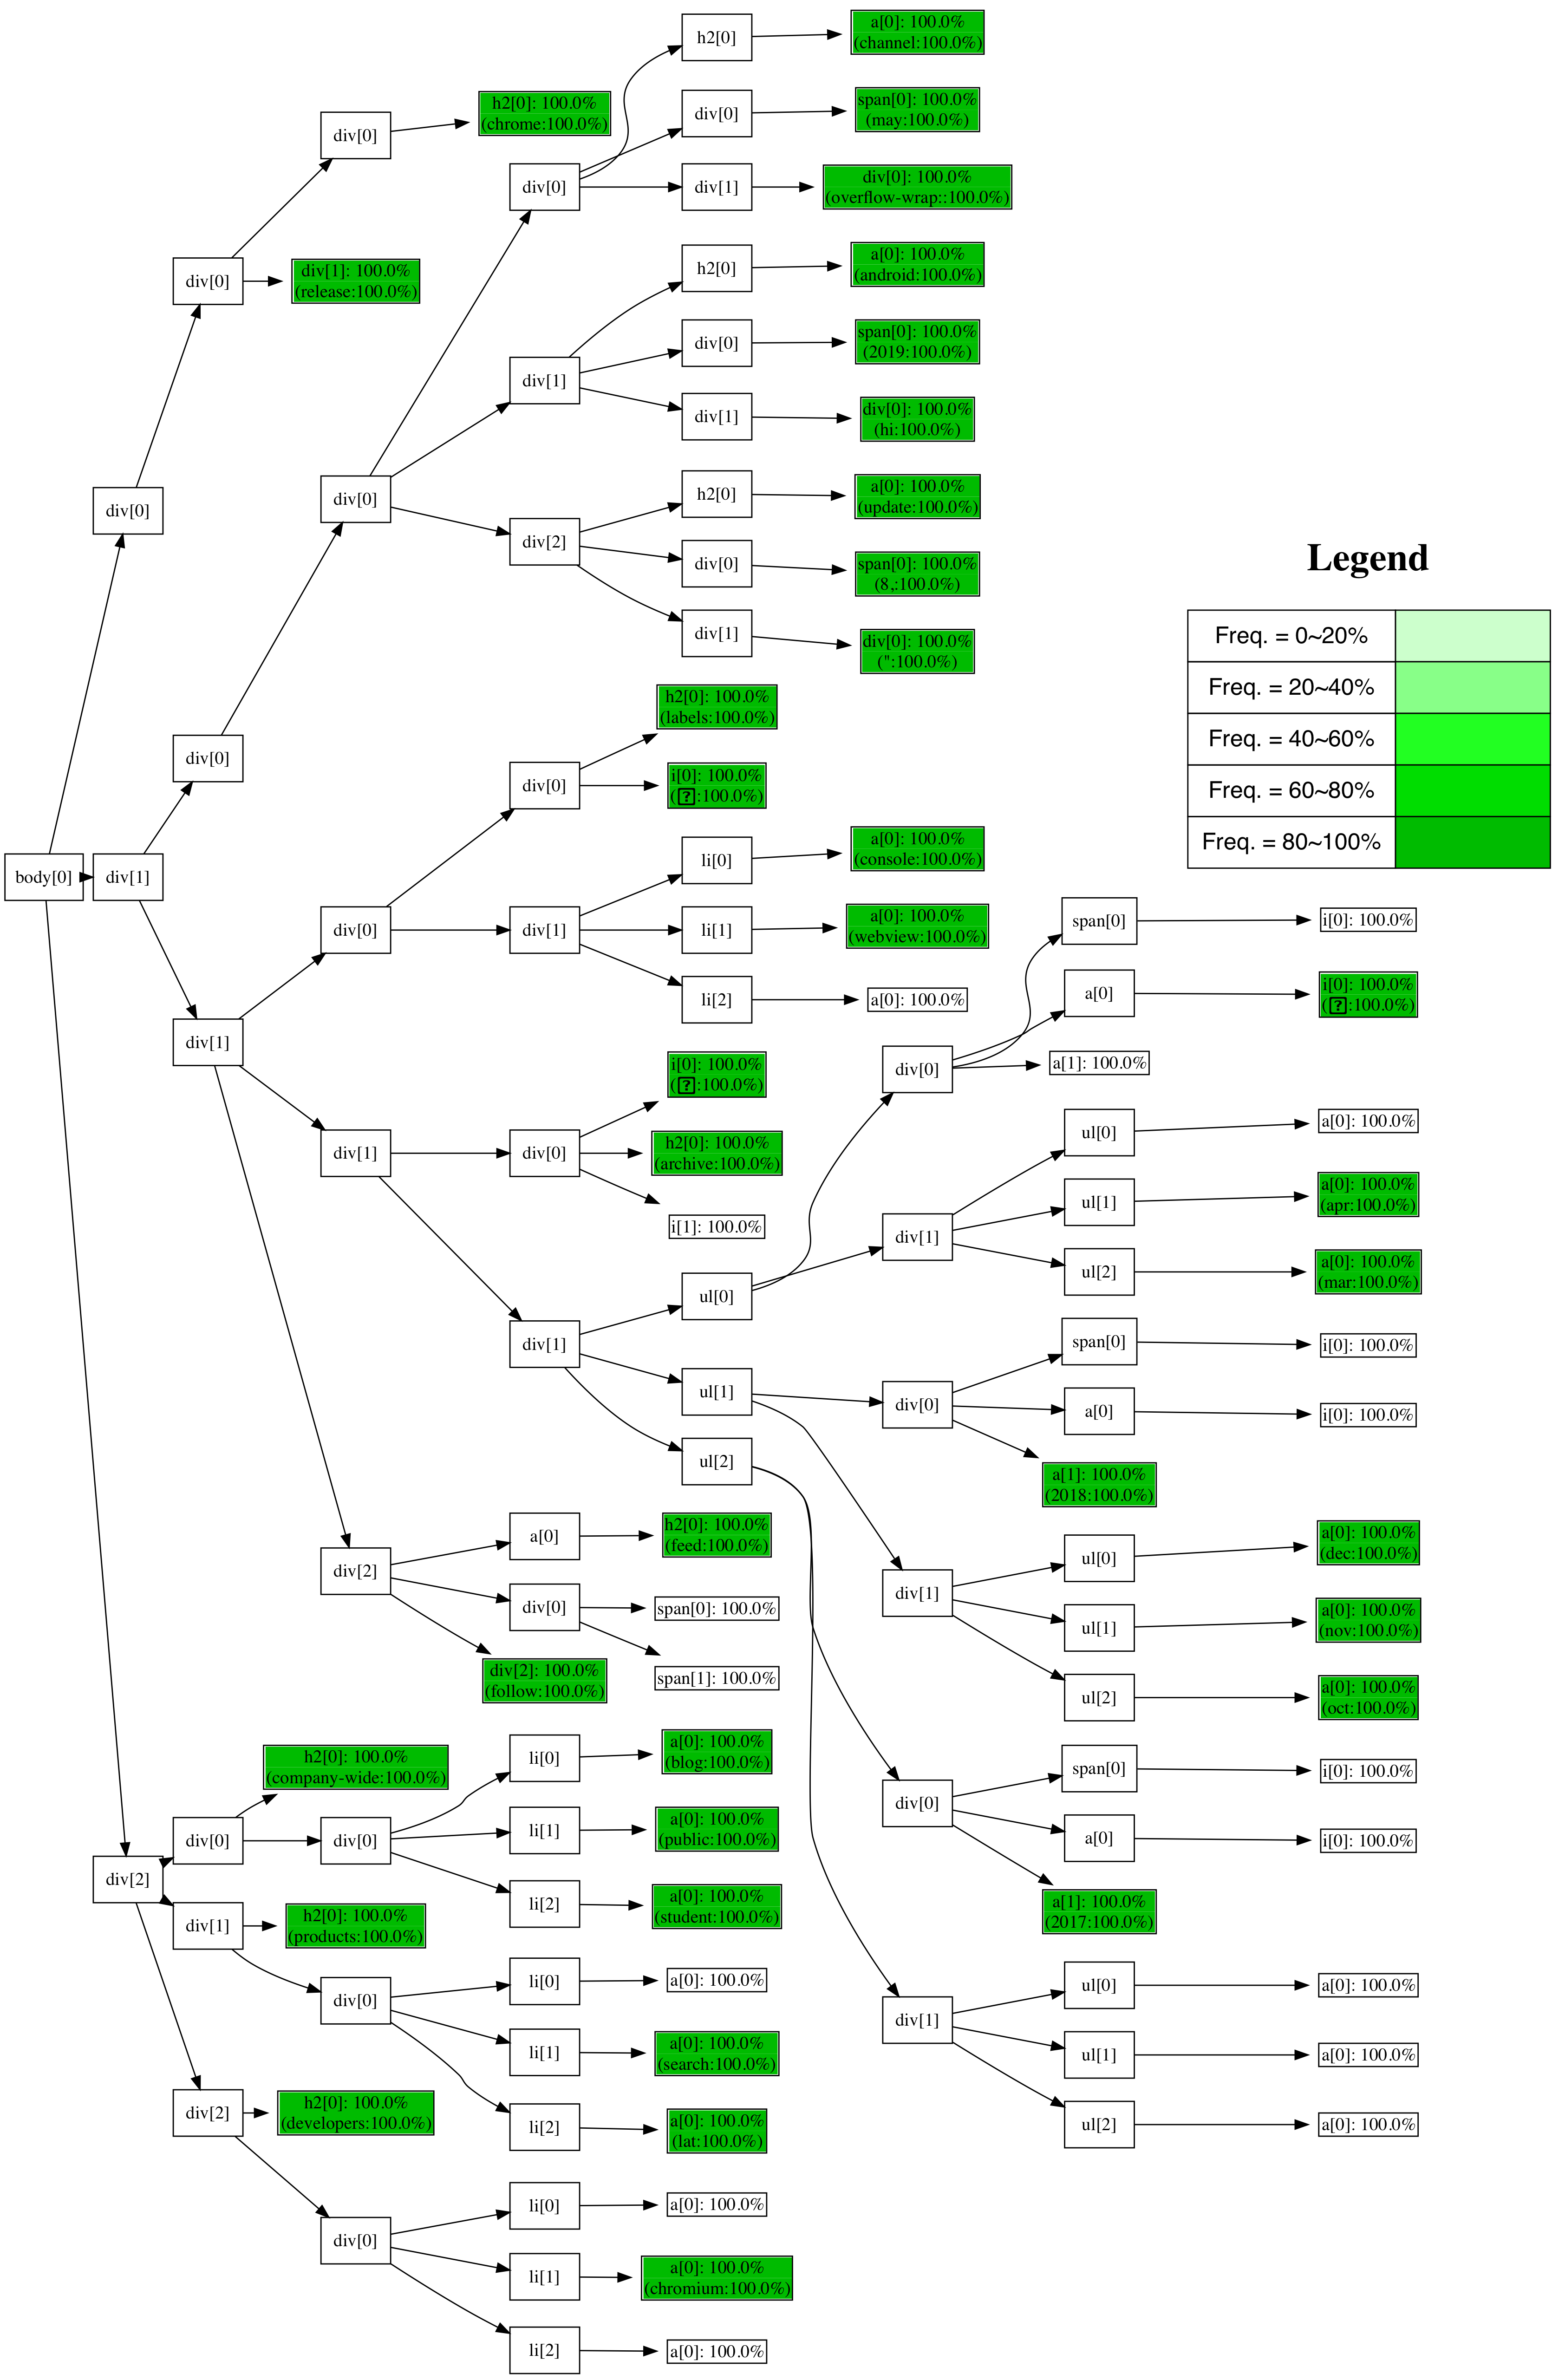 h2[0]
a[0]: 100.0%
(channel:100.0%)
h2[0]: 100.0%
(chrome:100.0%)
div[0]
div[0]
span[0]: 100.0%
(may:100.0%)
div[0]
div[1]
div[0]: 100.0%
(overflow-wrap::100.0%)
div[0]
div[1]: 100.0%
(release:100.0%)
h2[0]
a[0]: 100.0%
(android:100.0%)
div[0]
span[0]: 100.0%
(2019:100.0%)
div[1]
div[1]
div[0]: 100.0%
(hi:100.0%)
div[0]
div[0]
h2[0]
a[0]: 100.0%
(update:100.0%)
div[2]
div[0]
span[0]: 100.0%
(8,:100.0%)
div[1]
div[0]: 100.0%
(":100.0%)
Legend
Freq. = 0~20%
Freq. = 20~40%
Freq. = 40~60%
Freq. = 60~80%
Freq. = 80~100%
h2[0]: 100.0%
(labels:100.0%)
div[0]
div[0]
i[0]: 100.0%
(:100.0%)
li[0]
a[0]: 100.0%
(console:100.0%)
body[0]
div[1]
div[0]
div[1]
li[1]
a[0]: 100.0%
(webview:100.0%)
li[2]
a[0]: 100.0%
span[0]
i[0]: 100.0%
a[0]
i[0]: 100.0%
(:100.0%)
div[1]
div[0]
a[1]: 100.0%
i[0]: 100.0%
(:100.0%)
div[1]
div[0]
h2[0]: 100.0%
(archive:100.0%)
i[1]: 100.0%
ul[0]
a[0]: 100.0%
ul[1]
a[0]: 100.0%
(apr:100.0%)
div[1]
ul[2]
a[0]: 100.0%
(mar:100.0%)
ul[0]
div[1]
span[0]
i[0]: 100.0%
ul[1]
div[0]
a[0]
i[0]: 100.0%
ul[2]
a[1]: 100.0%
(2018:100.0%)
a[0]
h2[0]: 100.0%
(feed:100.0%)
div[2]
div[0]
span[0]: 100.0%
div[2]: 100.0%
(follow:100.0%)
span[1]: 100.0%
ul[0]
a[0]: 100.0%
(dec:100.0%)
div[1]
ul[1]
a[0]: 100.0%
(nov:100.0%)
ul[2]
a[0]: 100.0%
(oct:100.0%)
h2[0]: 100.0%
(company-wide:100.0%)
li[0]
a[0]: 100.0%
(blog:100.0%)
div[0]
div[0]
li[1]
a[0]: 100.0%
(public:100.0%)
div[2]
li[2]
a[0]: 100.0%
(student:100.0%)
span[0]
i[0]: 100.0%
div[0]
a[0]
i[0]: 100.0%
a[1]: 100.0%
(2017:100.0%)
div[1]
h2[0]: 100.0%
(products:100.0%)
div[0]
li[0]
a[0]: 100.0%
li[1]
a[0]: 100.0%
(search:100.0%)
li[2]
a[0]: 100.0%
(lat:100.0%)
ul[0]
a[0]: 100.0%
div[1]
ul[1]
a[0]: 100.0%
ul[2]
a[0]: 100.0%
div[2]
h2[0]: 100.0%
(developers:100.0%)
div[0]
li[0]
a[0]: 100.0%
li[1]
a[0]: 100.0%
(chromium:100.0%)
li[2]
a[0]: 100.0%